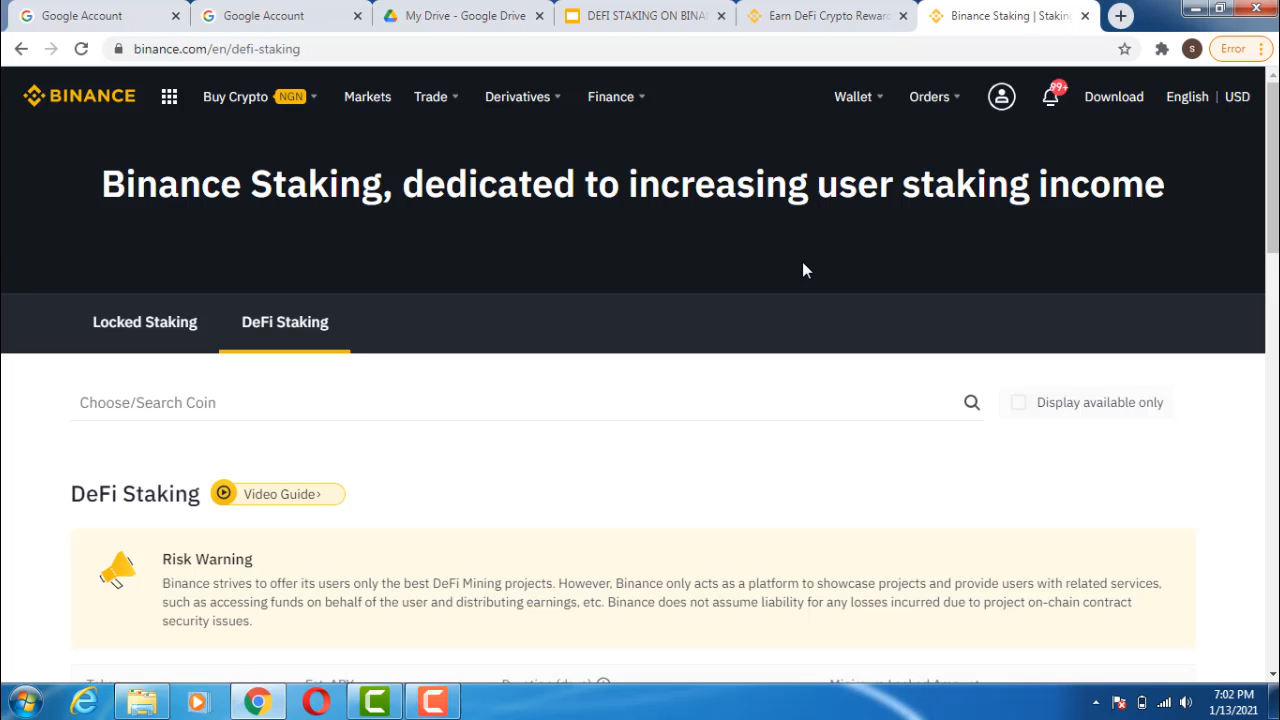 Google Account
Google Account
My Drive - Google Drive
DEFI STAKING ON BINA
Earn DeFi Crypto Rewar
Binance Staking | Stakin
binance.com/en/defi-staking
S
Error
BINANCE
Buy Crypto NGN
Markets
Trade
Derivatives
Finance
Wallet
Orders
99+
Download
English | USD
Binance Staking, dedicated to increasing user staking income
Locked Staking
DeFi Staking
Choose/Search Coin
Display available only
DeFi Staking
Video Guide›
Risk Warning
Binance strives to offer its users only the best DeFi Mining projects. However, Binance only acts as a platform to showcase projects and provide users with related services,
such as accessing funds on behalf of the user and distributing earnings, etc. Binance does not assume liability for any losses incurred due to project on-chain contract
security issues.
7:02 PM
1/13/2021